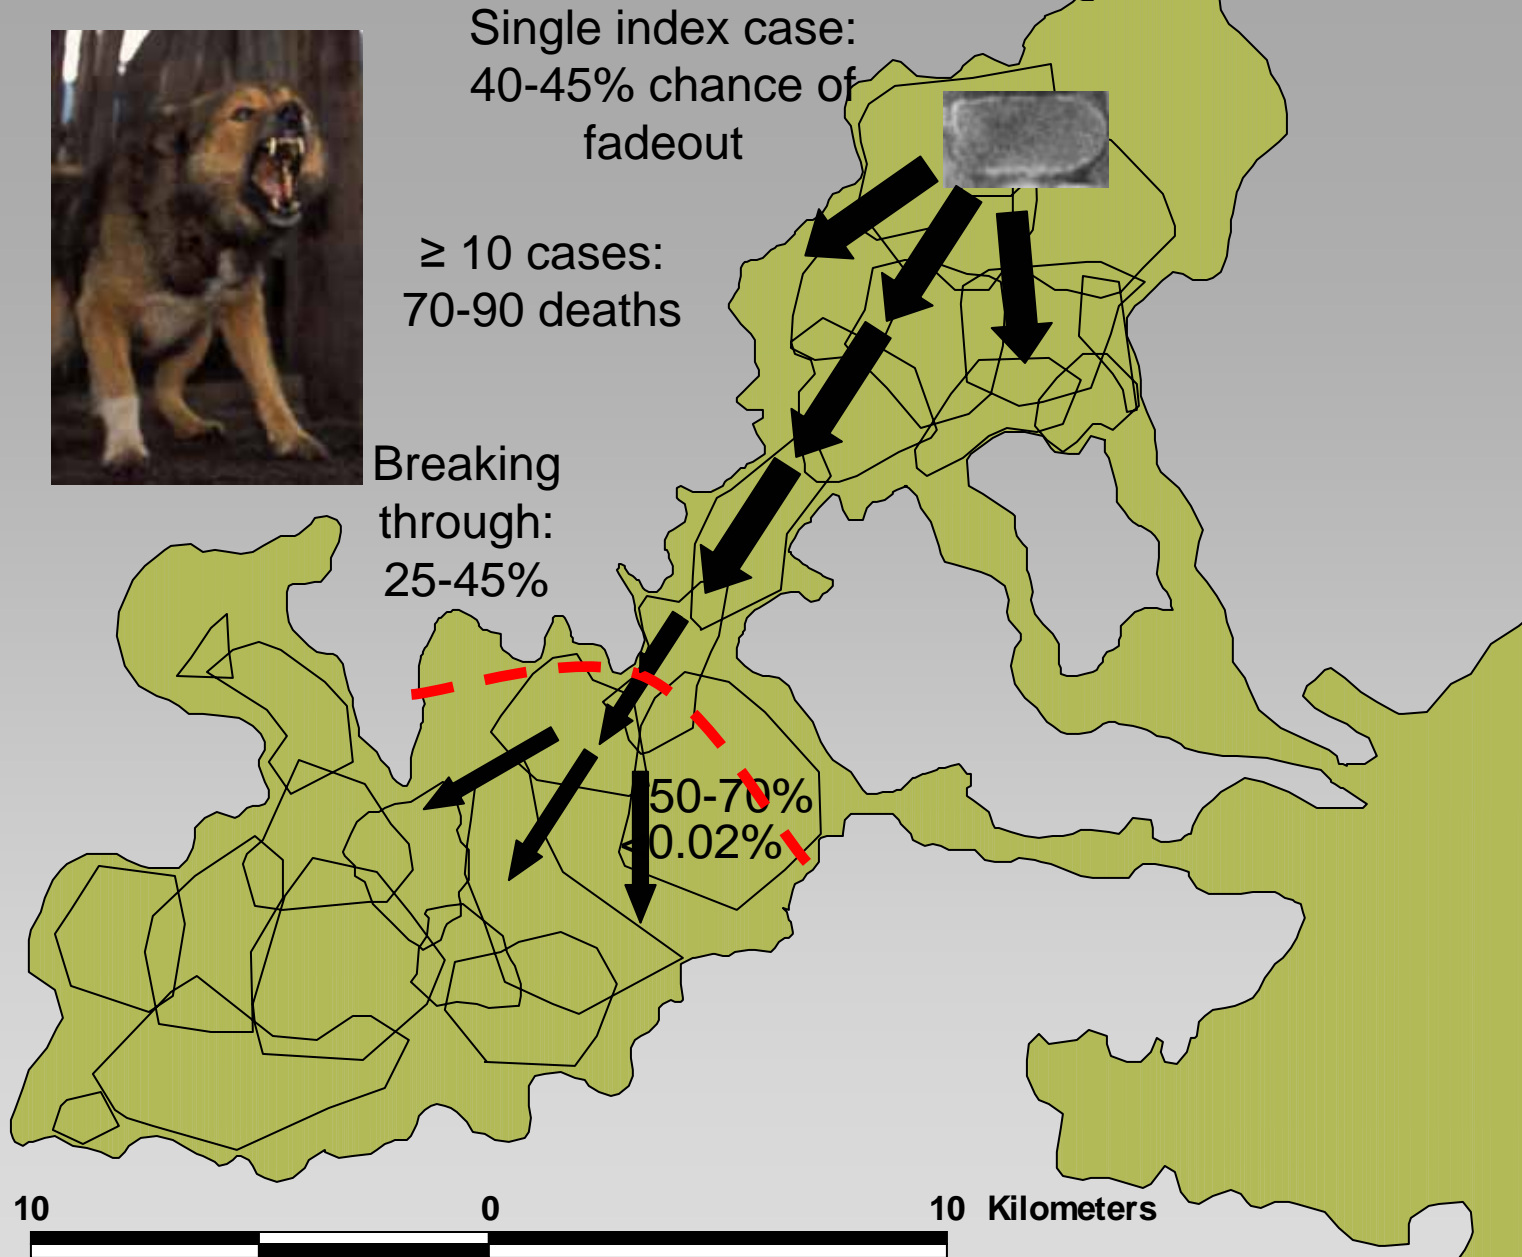 Single index case:
40-45% chance of
fadeout
≥ 10 cases:
70-90 deaths
Breaking
through:
25-45%
50-70%
<0.02%
10 0 10 Kilometers